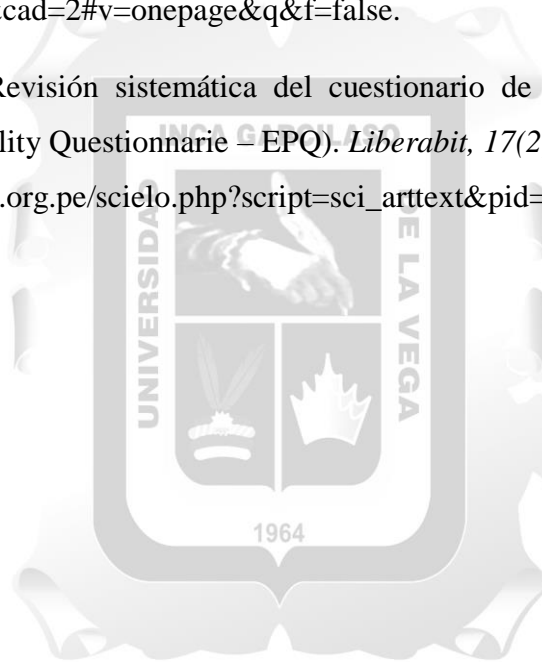 cad=2#v=onepage&q&f=false.
Revisión sistemática del cuestionario de
lity Questionnarie – EPQ). Liberabit, 17(2
.org.pe/scielo.php?script=sci_arttext&pid=
INCA GARCILASO
UNIVERSIDAD
DE LA VEGA
1964